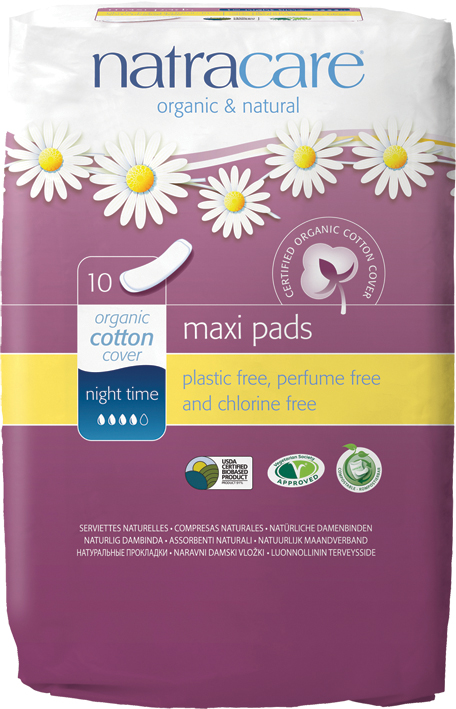 natracare®
organic & natural
CERTIFIED ORGANIC COTTON COVER
10
organic
cotton
cover
maxi pads
night time
plastic free, perfume free
and chlorine free
USDA
CERTIFIED
BIOBASED
PRODUCT
Vegetarian Society
APPROVED
SERVIETTES NATURELLES • COMPRESAS NATURALES • NATÜRLICHE DAMENBINDEN
NATURLIG DAMBINDA • ASSORBENTI NATURALI • NATUURLIJK MAANDVERBAND
НАТУРАЛЬНЫЕ ПРОКЛАДКИ • NARAVNI DAMSKI VLOŽKI • LUONNOLLINEN TERVEYSSIDE